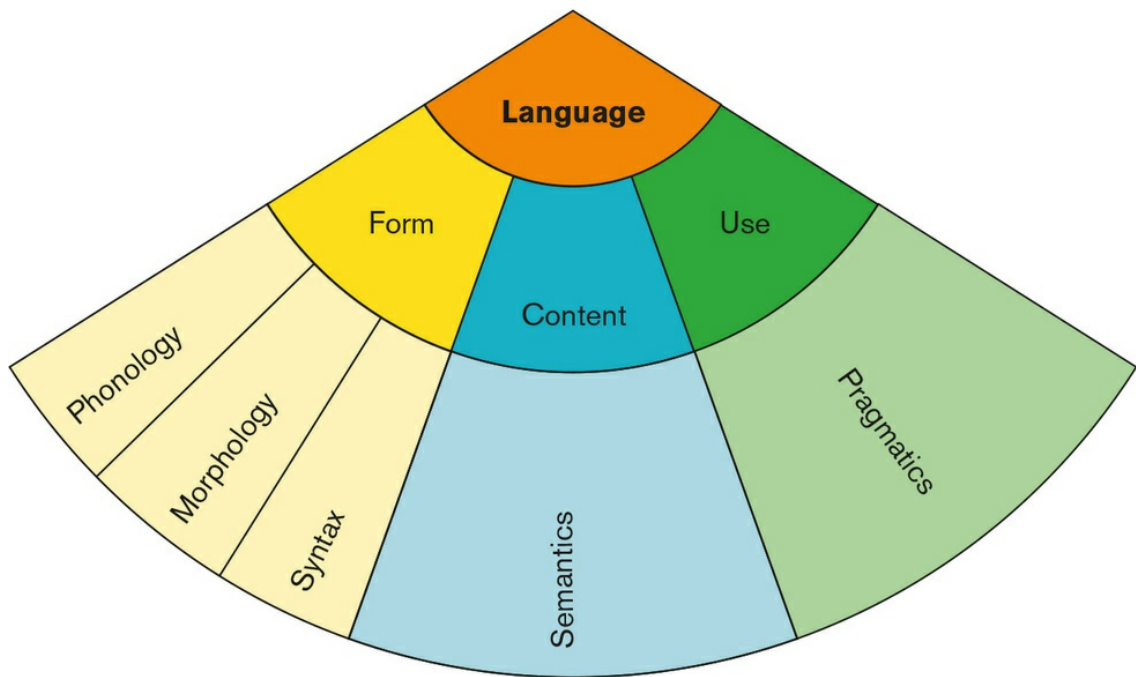 Language
Form
Content
Use
Phonology
Morphology
Syntax
Semantics
Pragmatics